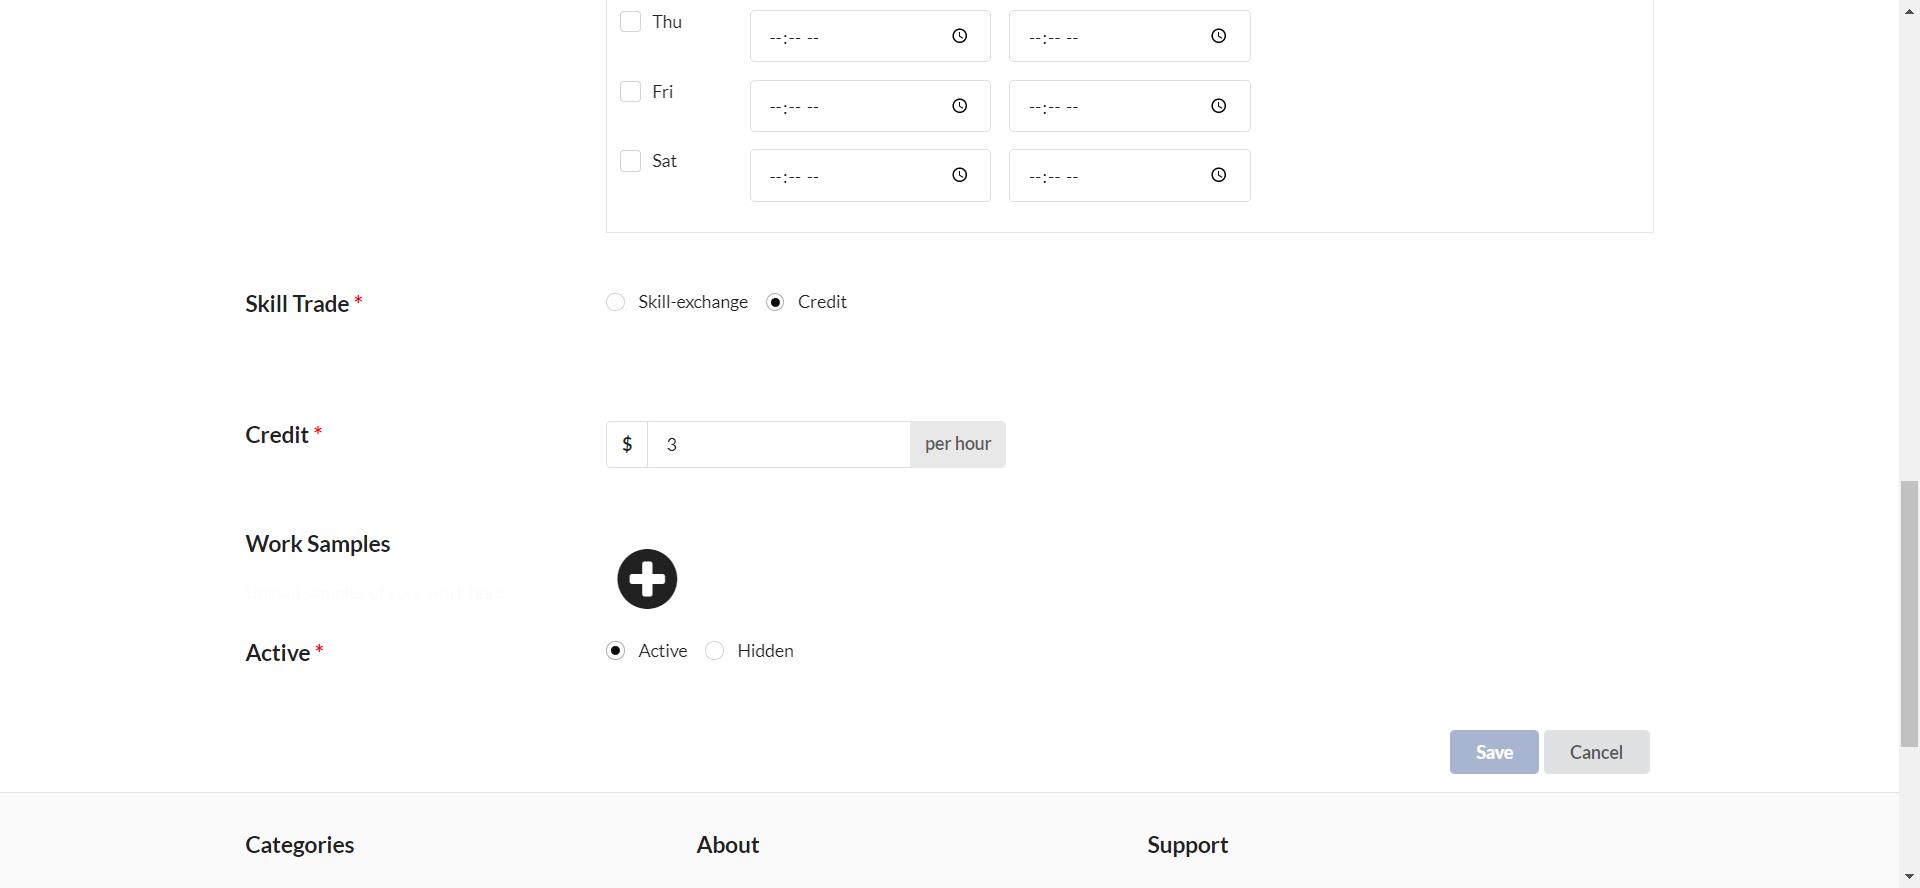 Thu --:-- -- --:-- --
Fri --:-- -- --:-- --
Sat --:-- -- --:-- --
Skill Trade * Skill-exchange Credit
Credit * $ 3 per hour
Work Samples
Active * Active Hidden
Save Cancel
Categories About Support